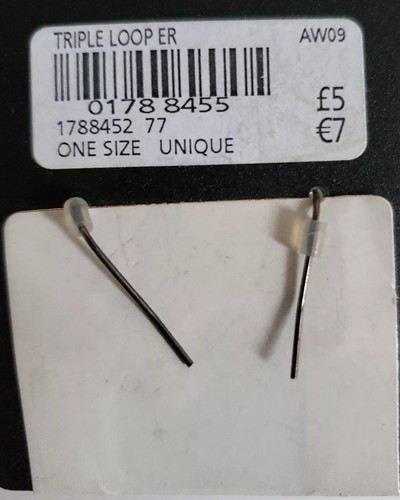 TRIPLE LOOP ER AW09
0178 8455
£5
1788452 77
€7
ONE SIZE UNIQUE